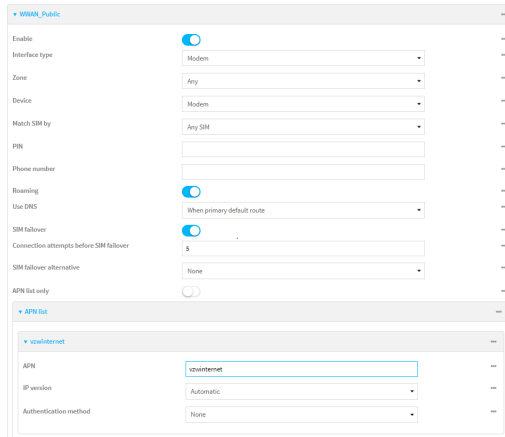 WWAN_Public
Enable
Interface type Modem
Zone Any
Device Modem
Match SIM by Any SIM
PIN
Phone number
Roaming
Use DNS When primary default route
SIM failover
Connection attempts before SIM failover 5
SIM failover alternative None
APN list only
APN list
vzwinternet
APN vzwinternet
IP version Automatic
Authentication method None